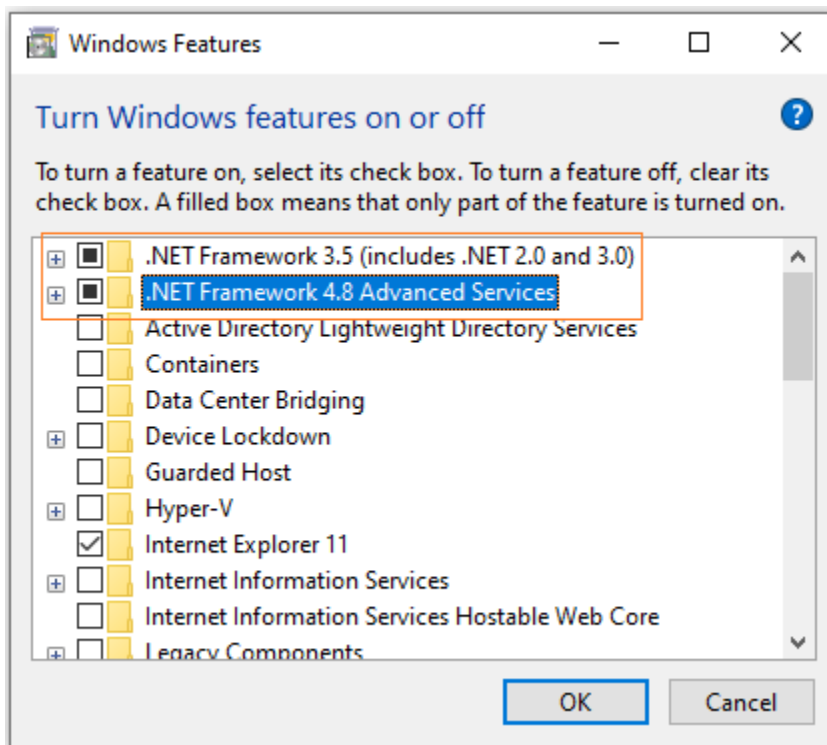 Windows Features
Turn Windows features on or off
To turn a feature on, select its check box. To turn a feature off, clear its
check box. A filled box means that only part of the feature is turned on.
.NET Framework 3.5 (includes .NET 2.0 and 3.0)
.NET Framework 4.8 Advanced Services
Active Directory Lightweight Directory Services
Containers
Data Center Bridging
Device Lockdown
Guarded Host
Hyper-V
Internet Explorer 11
Internet Information Services
Internet Information Services Hostable Web Core
Legacy Components
OK
Cancel